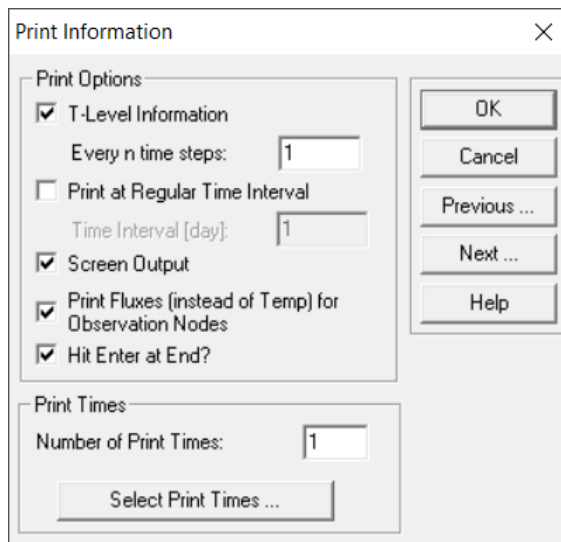 Print Information
Print Options
T-Level Information
Every n time steps: 1
Print at Regular Time Interval
Time Interval [day]: 1
Screen Output
Print Fluxes (instead of Temp) for
Observation Nodes
Hit Enter at End?
Print Times
Number of Print Times: 1
Select Print Times ...
OK
Cancel
Previous ...
Next ...
Help